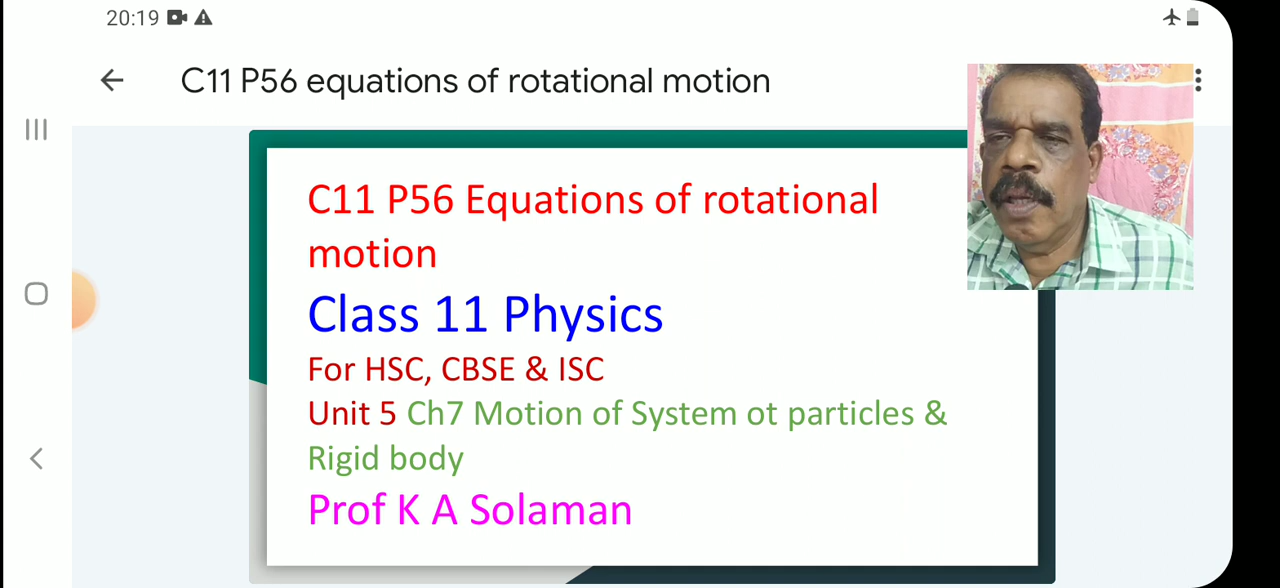 20:19
C11 P56 equations of rotational motion
C11 P56 Equations of rotational
motion
Class 11 Physics
For HSC, CBSE & ISC
Unit 5 Ch7 Motion of System ot particles &
Rigid body
Prof K A Solaman